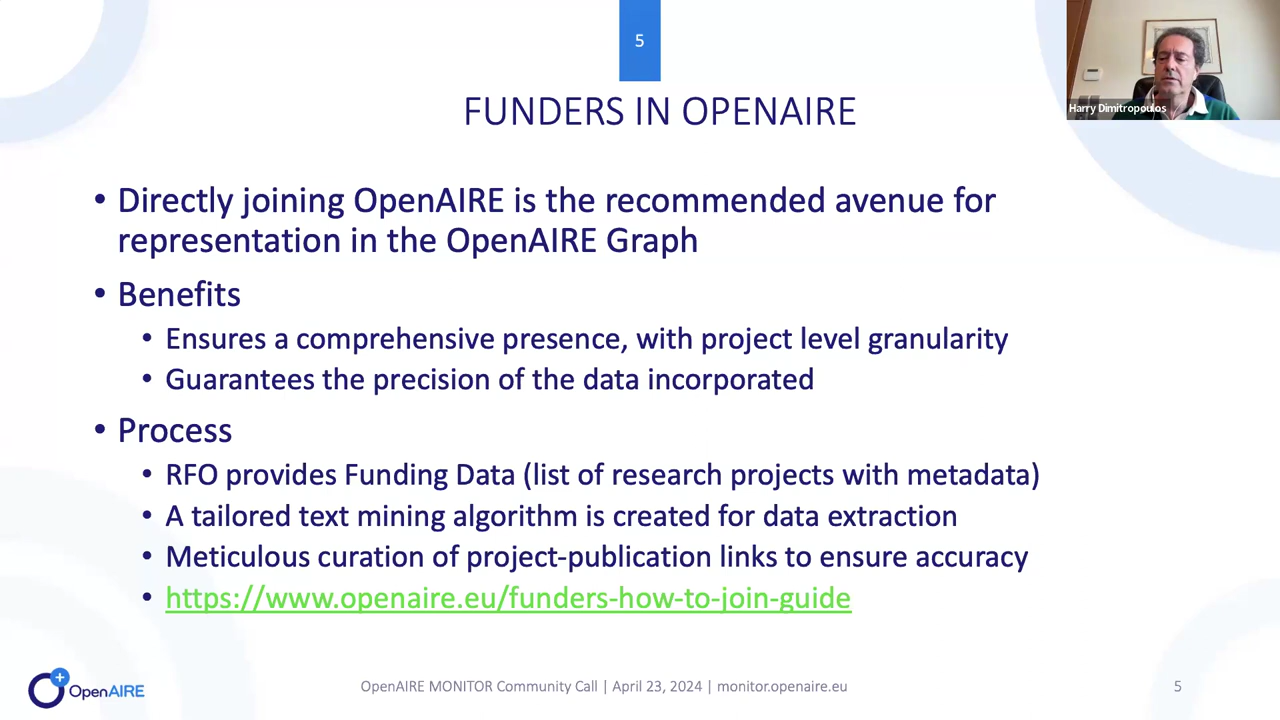 5
Harry Dimitropoulos
FUNDERS IN OPENAIRE
• Directly joining OpenAIRE is the recommended avenue for
representation in the OpenAIRE Graph
• Benefits
• Ensures a comprehensive presence, with project level granularity
• Guarantees the precision of the data incorporated
• Process
• RFO provides Funding Data (list of research projects with metadata)
• A tailored text mining algorithm is created for data extraction
• Meticulous curation of project-publication links to ensure accuracy
• https://www.openaire.eu/funders-how-to-join-guide
OpenAIRE
OpenAIRE MONITOR Community Call | April 23, 2024 | monitor.openaire.eu
5